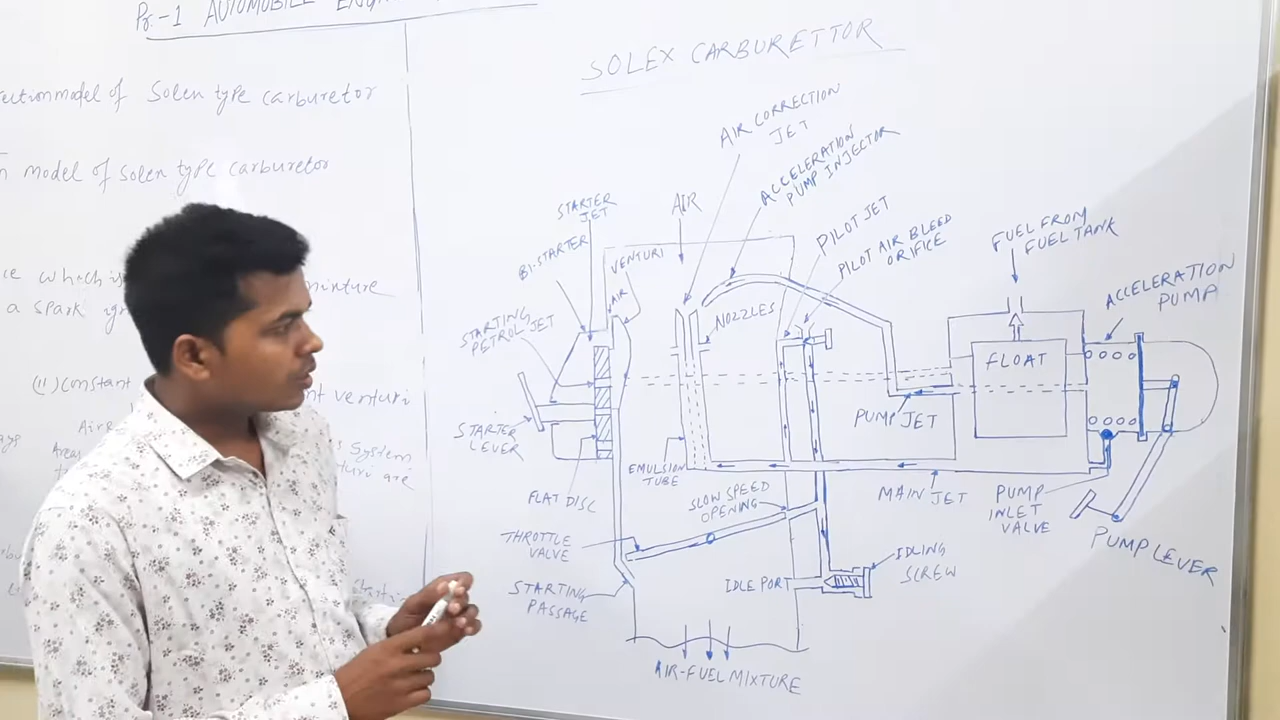 Pr.-1 AUTOMOBILE
Solen type carburetor
n model of Solen type carburetor
ce which is
mixture
a spark
(ii) Constant
nt venturi
System
are
SOLEX CARBURETTOR
AIR CORRECTION
JET
ACCELERATION
PUMP INJECTOR
STARTER
JET
AIR
PILOT JET
PILOT AIR BLEED
ORIFICE
FUEL FROM
FUEL TANK
BI-STARTER
VENTURI
ACCELERATION
PUMP
AIR
STARTING
PETROL JET
NOZZLES
FLOAT
STARTER
LEVER
PUMP JET
EMULSION
TUBE
FLAT DISC
SLOW SPEED
OPENING
MAIN JET
PUMP
INLET
VALVE
THROTTLE
VALVE
PUMP LEVER
IDLING
SCREW
STARTING
PASSAGE
IDLE PORT
AIR-FUEL MIXTURE